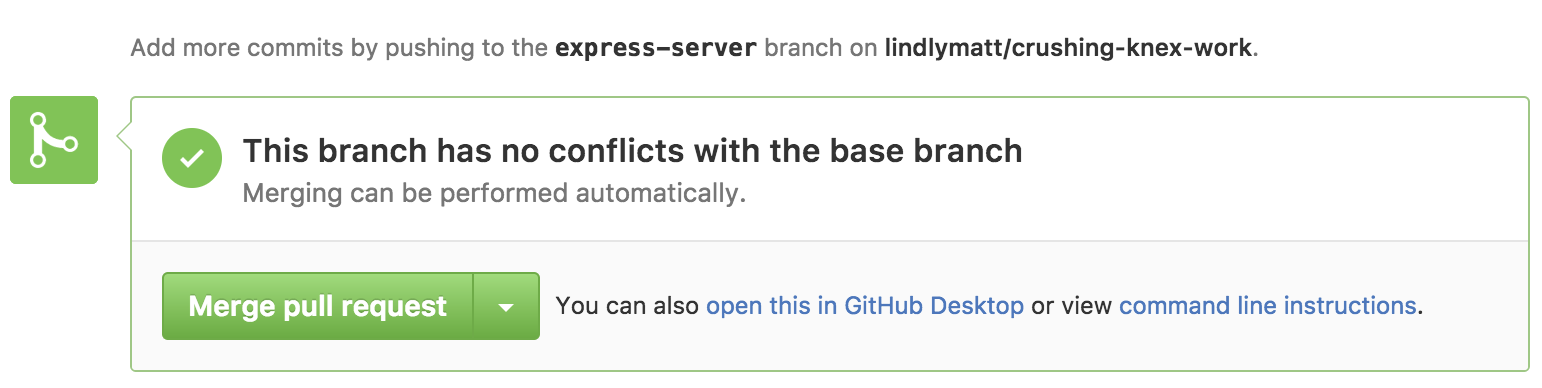 Add more commits by pushing to the express-server branch on lindlymatt/crushing-knex-work.
This branch has no conflicts with the base branch
Merging can be performed automatically.
Merge pull request
You can also open this in GitHub Desktop or view command line instructions.